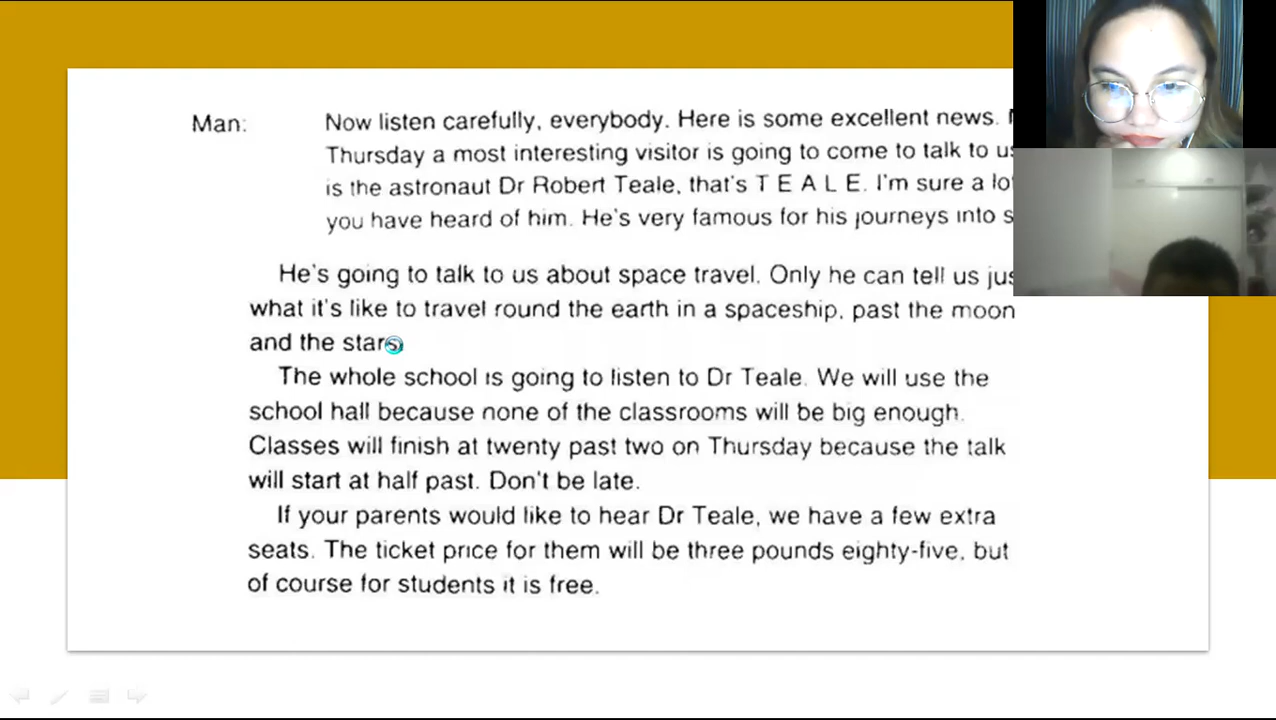 Man: Now listen carefully, everybody. Here is some excellent news.
Thursday a most interesting visitor is going to come to talk to us
is the astronaut Dr Robert Teale, that's T E A L E. I'm sure a lo
you have heard of him. He's very famous for his journeys into s
He's going to talk to us about space travel. Only he can tell us jus
what it's like to travel round the earth in a spaceship, past the moon
and the stars
The whole school is going to listen to Dr Teale. We will use the
school hall because none of the classrooms will be big enough.
Classes will finish at twenty past two on Thursday because the talk
will start at half past. Don't be late.
If your parents would like to hear Dr Teale, we have a few extra
seats. The ticket price for them will be three pounds eighty-five, but
of course for students it is free.